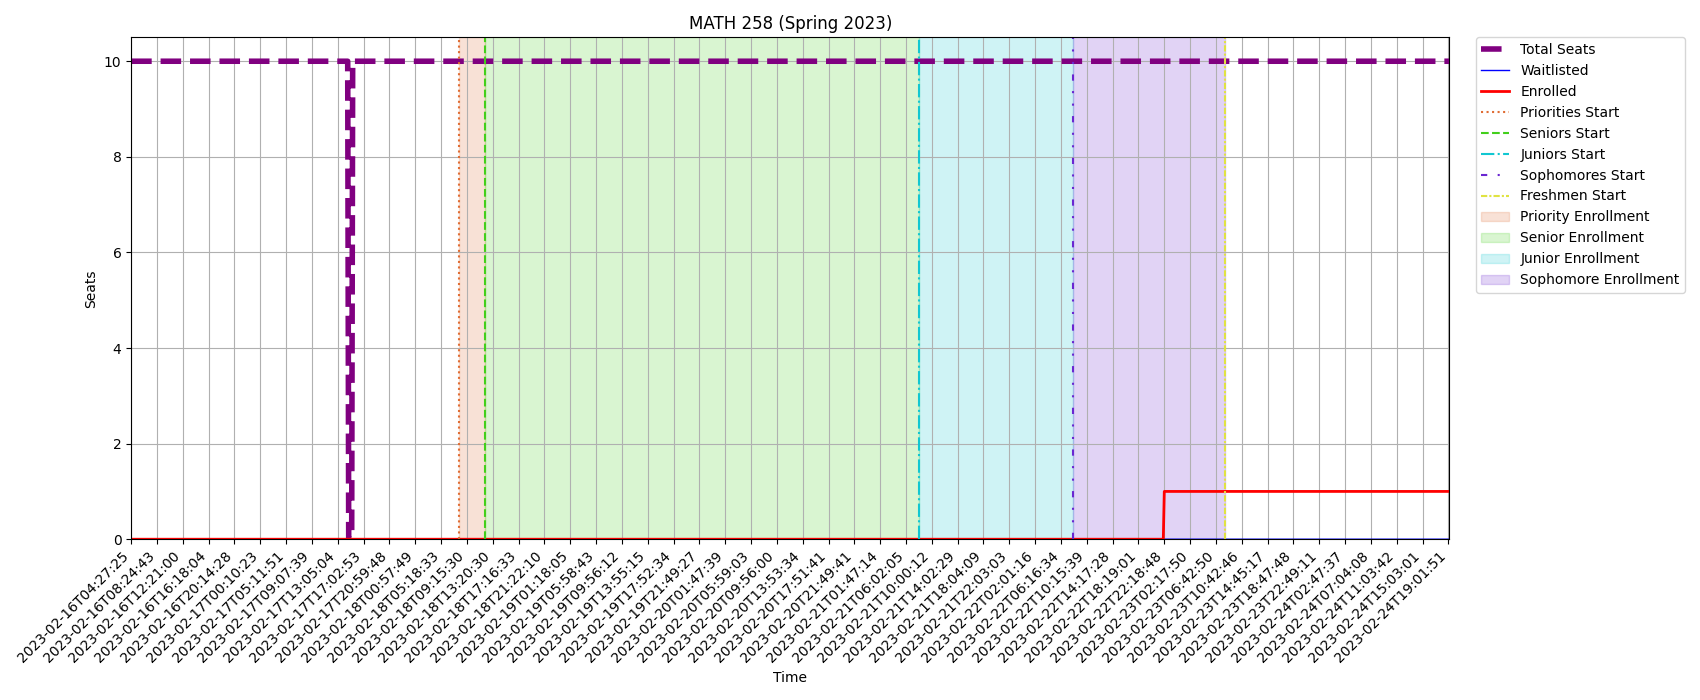 MATH 258 (Spring 2023)
10
8
6
4
2
0
Seats
2023-02-16T04:27:25
2023-02-16T08:24:43
2023-02-16T12:21:00
2023-02-16T16:18:04
2023-02-16T20:14:28
2023-02-17T00:10:23
2023-02-17T05:11:51
2023-02-17T09:07:39
2023-02-17T13:05:04
2023-02-17T17:02:53
2023-02-17T20:59:48
2023-02-18T00:57:49
2023-02-18T05:18:33
2023-02-18T09:15:30
2023-02-18T13:20:30
2023-02-18T17:16:33
2023-02-18T21:22:10
2023-02-19T01:18:05
2023-02-19T05:58:43
2023-02-19T09:56:12
2023-02-19T13:55:15
2023-02-19T17:52:34
2023-02-19T21:49:27
2023-02-20T01:47:39
2023-02-20T05:59:03
2023-02-20T09:56:00
2023-02-20T13:53:34
2023-02-20T17:51:41
2023-02-20T21:49:41
2023-02-21T01:47:14
2023-02-21T06:02:05
2023-02-21T10:00:12
2023-02-21T14:02:29
2023-02-21T18:04:09
2023-02-21T22:03:03
2023-02-22T02:01:16
2023-02-22T06:16:34
2023-02-22T10:15:39
2023-02-22T14:17:28
2023-02-22T18:19:01
2023-02-22T22:18:48
2023-02-23T02:17:50
2023-02-23T06:42:50
2023-02-23T10:42:46
2023-02-23T14:45:17
2023-02-23T18:47:48
2023-02-23T22:49:11
2023-02-24T02:47:37
2023-02-24T07:04:08
2023-02-24T11:03:42
2023-02-24T15:03:01
2023-02-24T19:01:51
Time
Total Seats
Waitlisted
Enrolled
Priorities Start
Seniors Start
Juniors Start
Sophomores Start
Freshmen Start
Priority Enrollment
Senior Enrollment
Junior Enrollment
Sophomore Enrollment